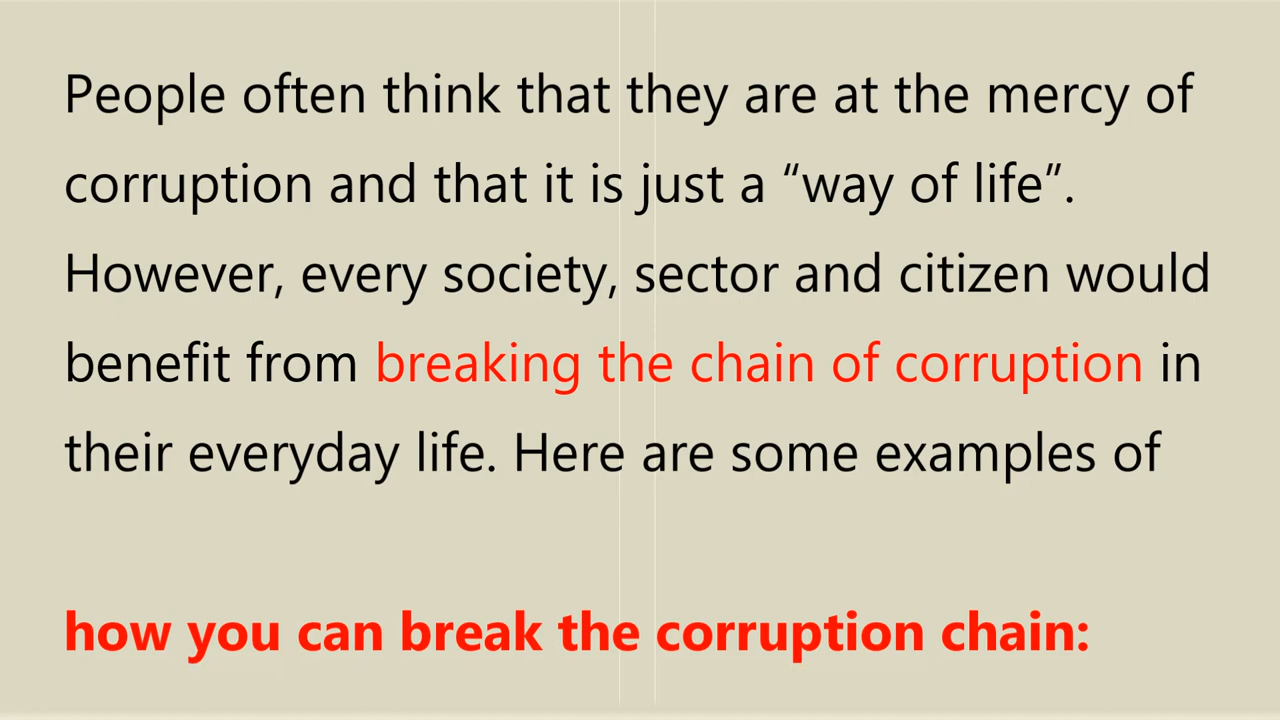 People often think that they are at the mercy of
corruption and that it is just a “way of life”.
However, every society, sector and citizen would
benefit from breaking the chain of corruption in
their everyday life. Here are some examples of
how you can break the corruption chain: